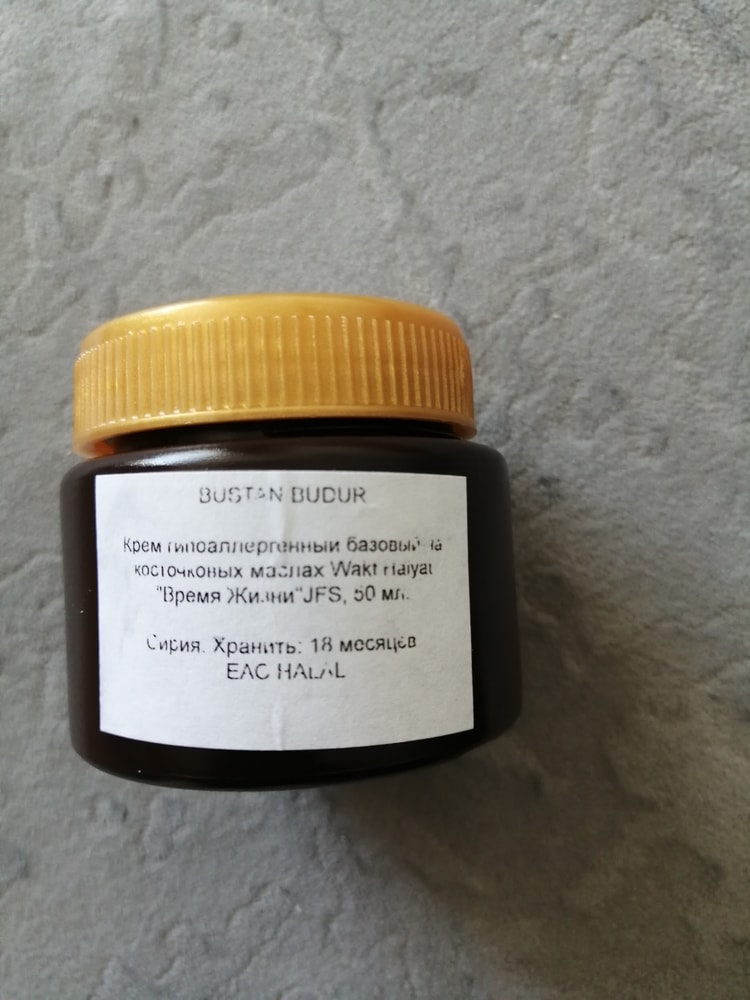 BUSTAN BUDUR
Крем гипоаллергенный базовый на
косточковых маслах Wakt Haiyat
"Время Жизни"JFS, 50 мл.
Сирия. Хранить: 18 месяцев
EAC HALAL